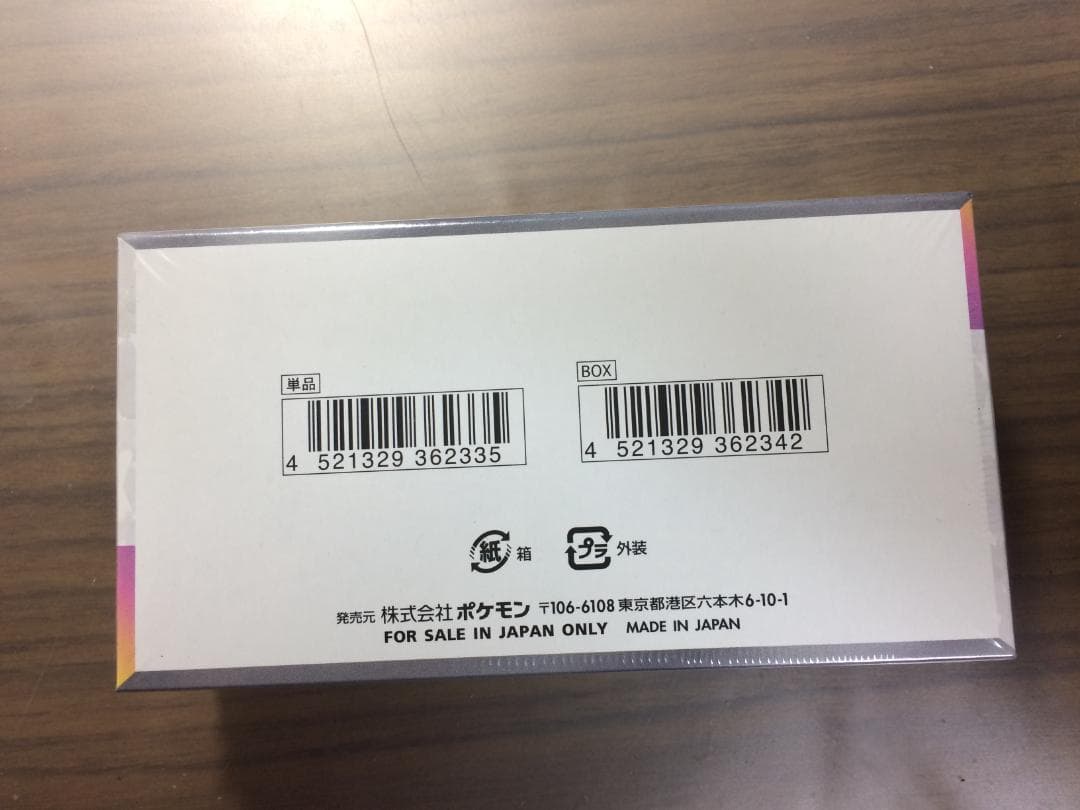 単品
4 521329 362335
BOX
4 521329 362342
紙 箱
プラ 外装
発売元 株式会社 ポケモン 〒106-6108 東京都港区六本木6-10-1
FOR SALE IN JAPAN ONLY MADE IN JAPAN